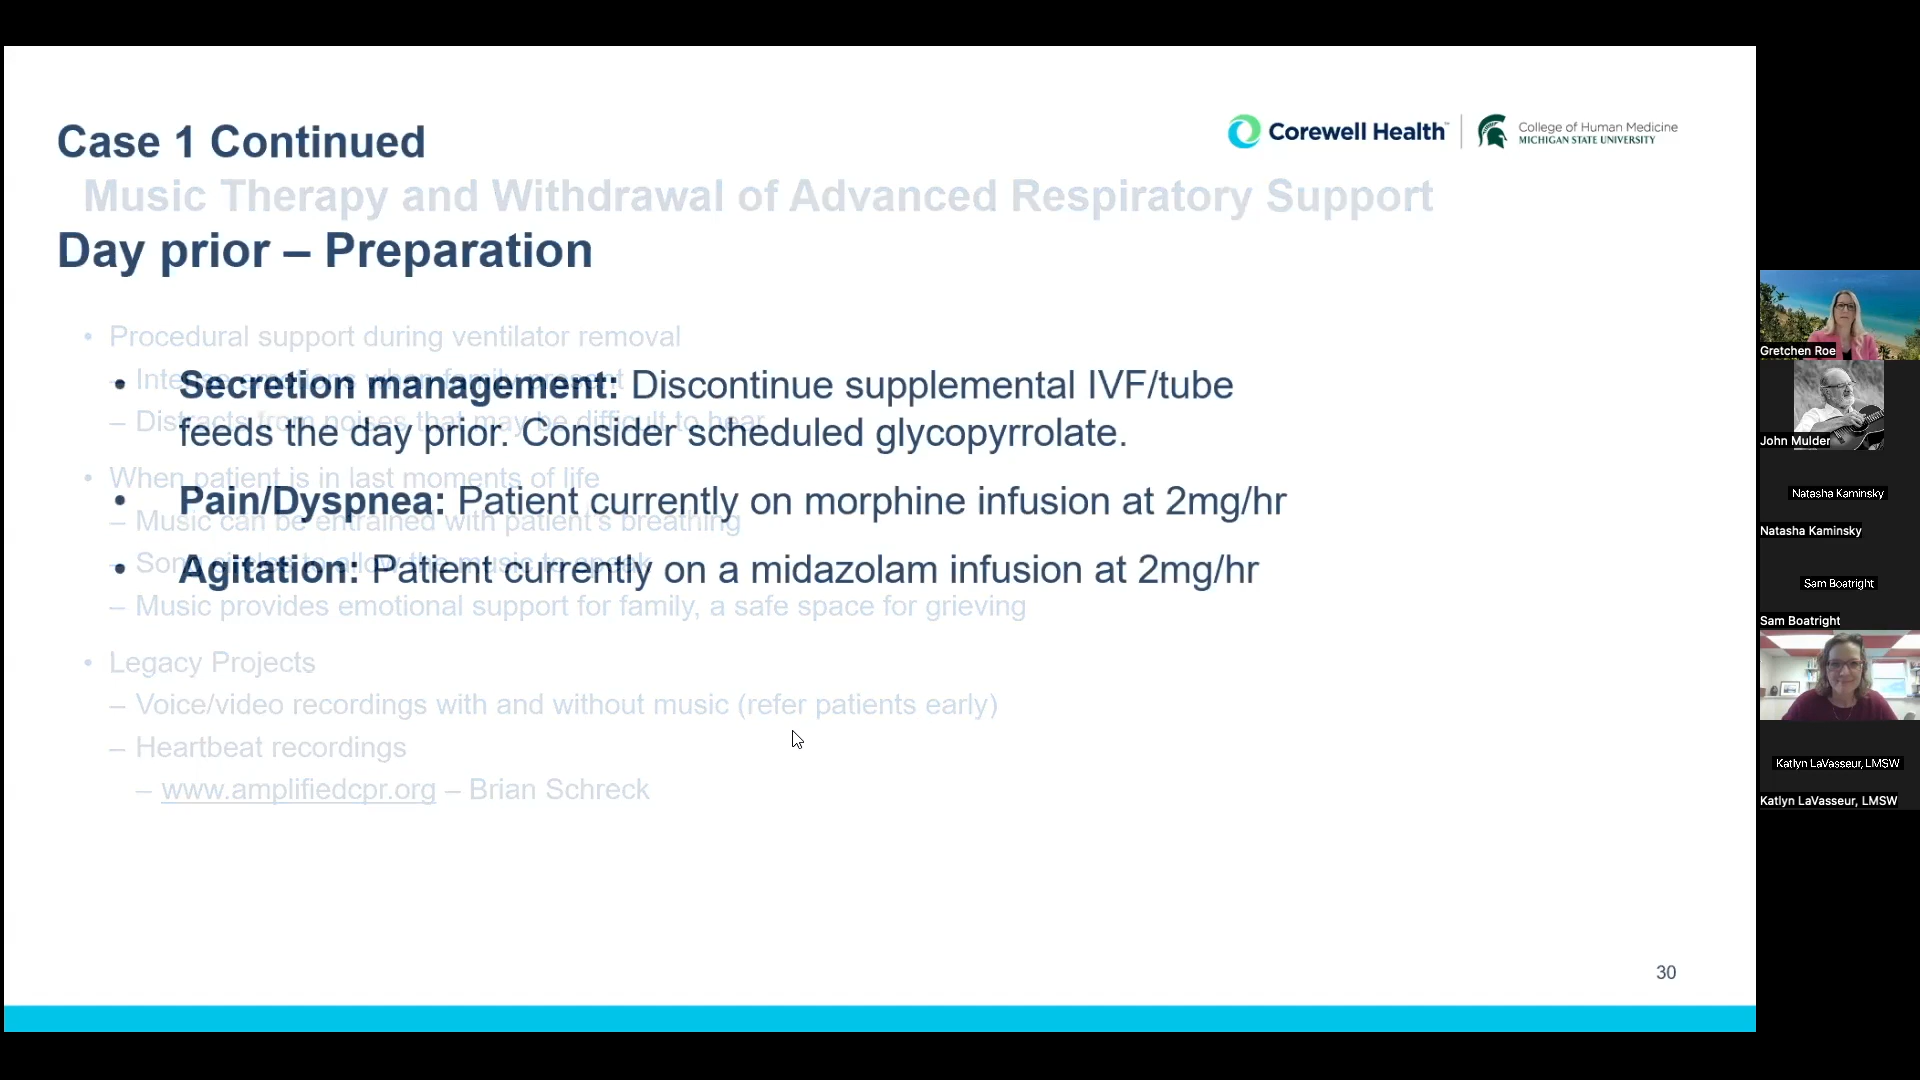 Case 1 Continued
Corewell Health™
College of Human Medicine
MICHIGAN STATE UNIVERSITY
Music Therapy and Withdrawal of Advanced Respiratory Support
Day prior – Preparation
• Procedural support during ventilator removal
– Intense emotions when family present
• Secretion management: Discontinue supplemental IVF/tube
– Distracts from noises that may be difficult to hear
feeds the day prior. Consider scheduled glycopyrrolate.
• When patient is in last moments of life
• Pain/Dyspnea: Patient currently on morphine infusion at 2mg/hr
– Music can be entrained with patient's breathing
– Song circles to allow the music to speak
• Agitation: Patient currently on a midazolam infusion at 2mg/hr
– Music provides emotional support for family, a safe space for grieving
• Legacy Projects
– Voice/video recordings with and without music (refer patients early)
– Heartbeat recordings
– www.amplifiedcpr.org – Brian Schreck
30
Gretchen Roe
John Mulder
Natasha Kaminsky
Natasha Kaminsky
Sam Boatright
Sam Boatright
Katlyn LaVasseur, LMSW
Katlyn LaVasseur, LMSW